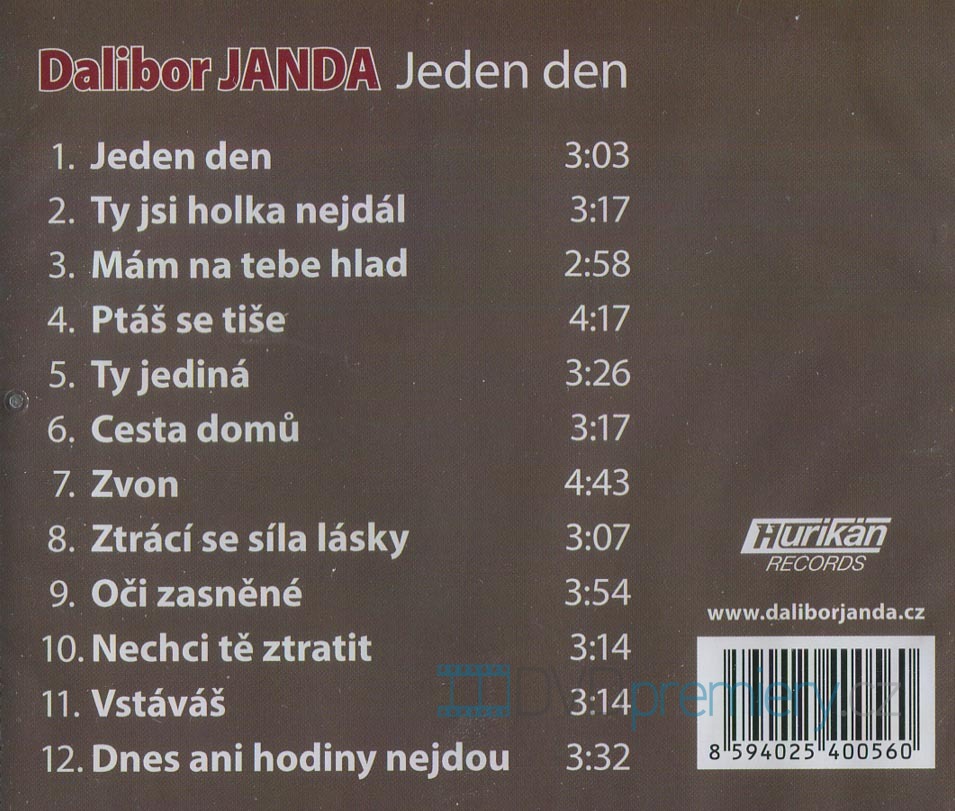 Dalibor JANDA Jeden den
1. Jeden den 3:03
2. Ty jsi holka nejdál 3:17
3. Mám na tebe hlad 2:58
4. Ptáš se tiše 4:17
5. Ty jediná 3:26
6. Cesta domů 3:17
7. Zvon 4:43
8. Ztrácí se síla lásky 3:07
9. Oči zasněné 3:54
10. Nechci tě ztratit 3:14
11. Vstáváš 3:14
12. Dnes ani hodiny nejdou 3:32
Hurikán
RECORDS
www.daliborjanda.cz
DVDpremiery.cz
8 594025 400560